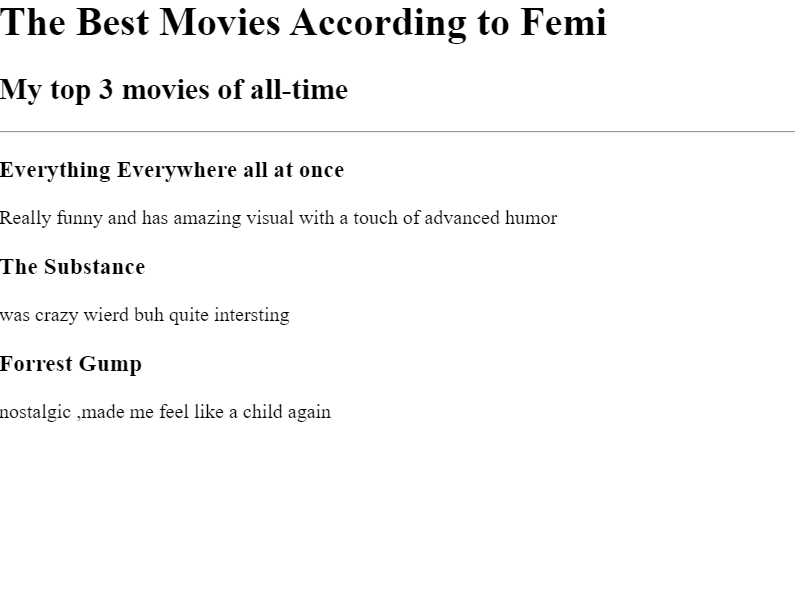 The Best Movies According to Femi
My top 3 movies of all-time
Everything Everywhere all at once
Really funny and has amazing visual with a touch of advanced humor
The Substance
was crazy wierd buh quite intersting
Forrest Gump
nostalgic ,made me feel like a child again